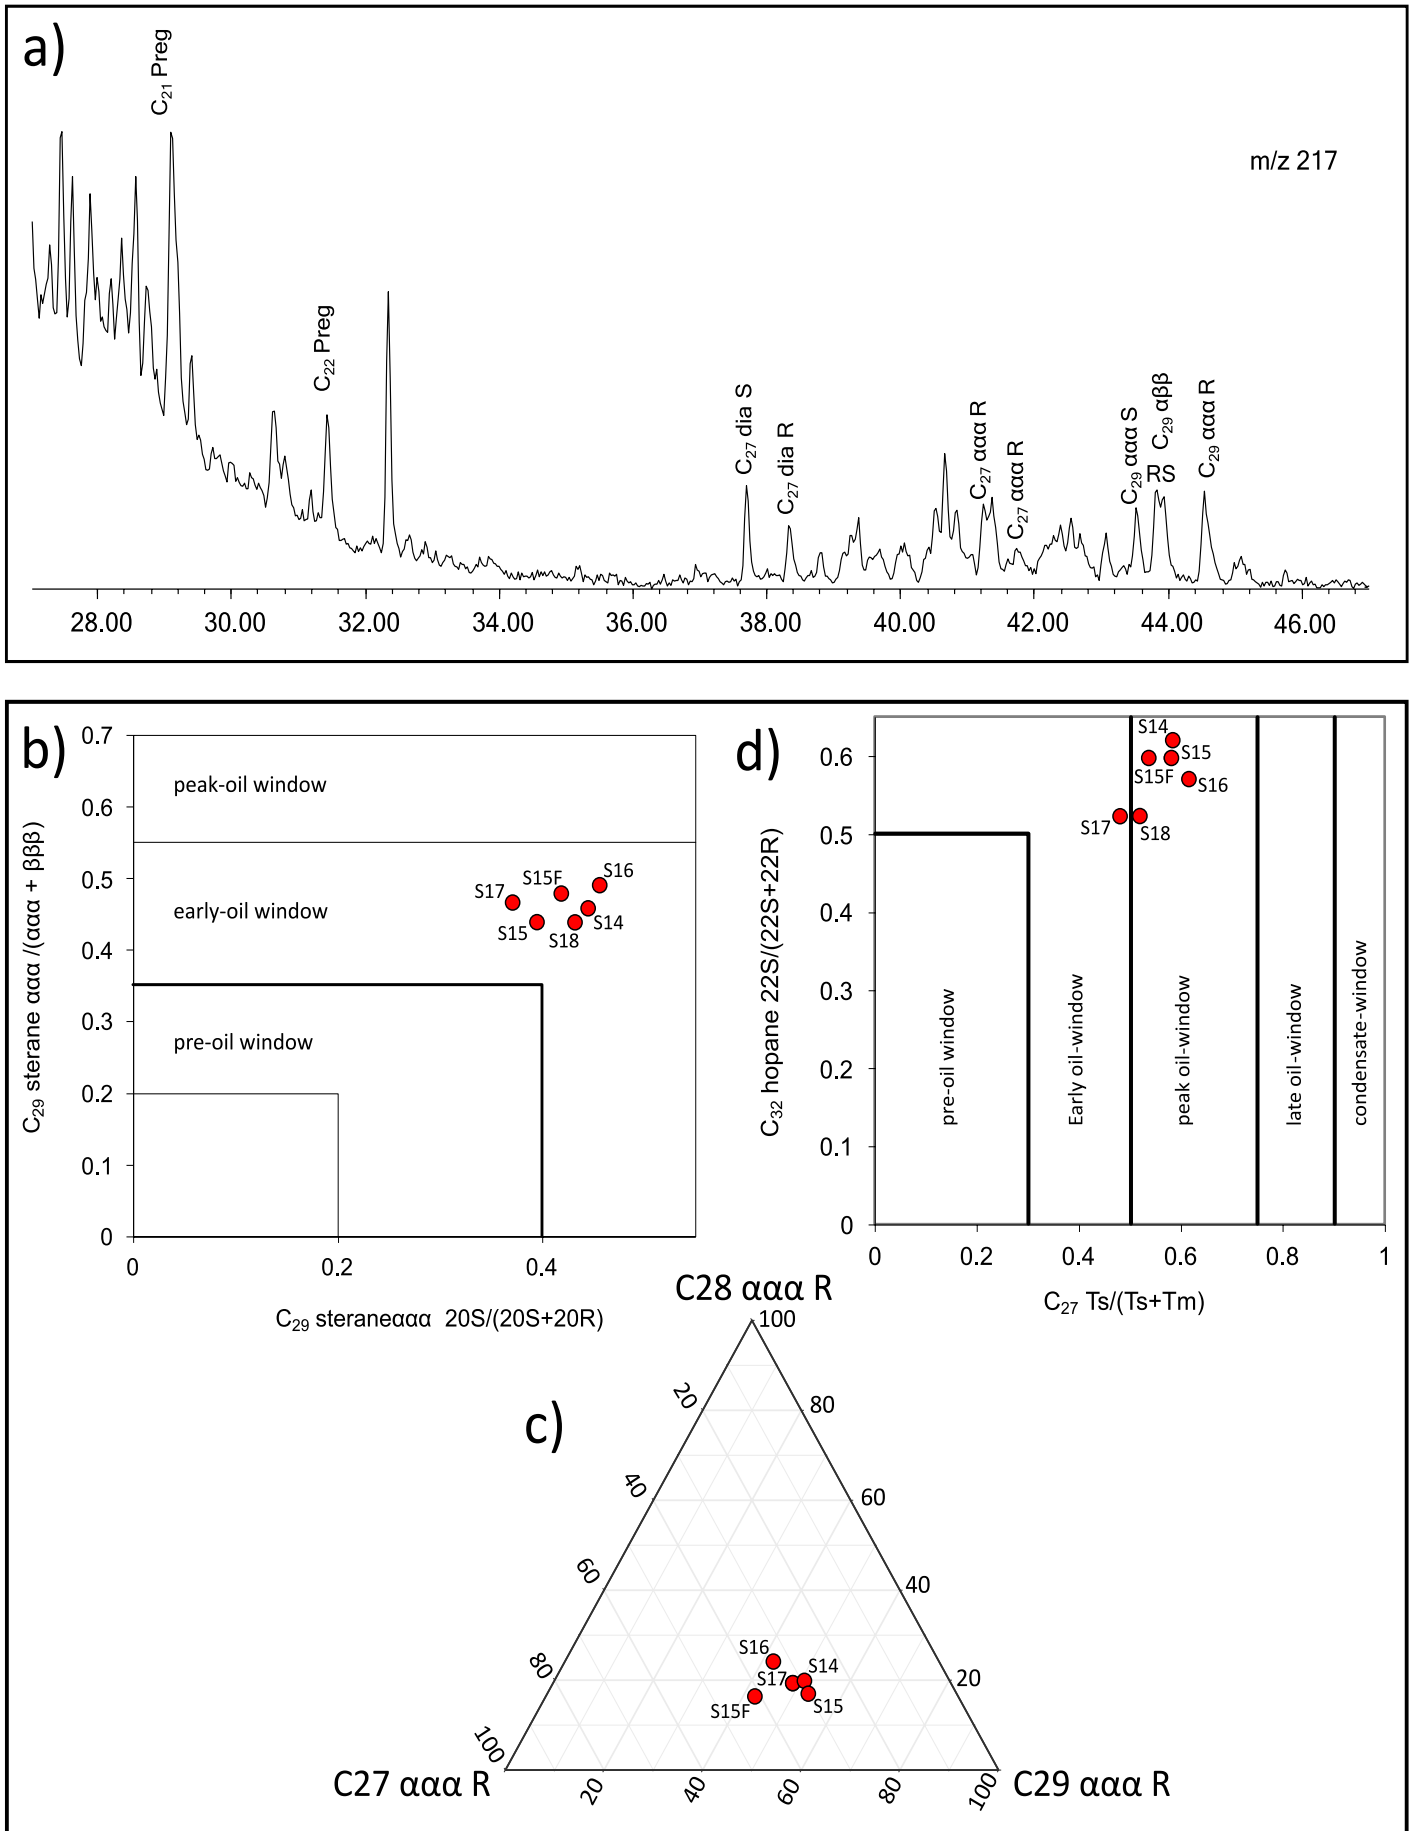 a)
C₂₁ Preg
m/z 217
C₂₂ Preg
C₂₇ dia S
C₂₇ dia R
C₂₇ ααα R
C₂₇ ααα R
C₂₉ ααα S
C₂₉ αββ
RS
C₂₉ ααα R
28.00 30.00 32.00 34.00 36.00 38.00 40.00 42.00 44.00 46.00
b)
0.7
0.6
0.5
0.4
0.3
0.2
0.1
0
C₂₉ sterane ααα /(ααα + βββ)
peak-oil window
early-oil window
pre-oil window
S17
S15F
S16
S15
S18
S14
0 0.2 0.4
C₂₉ steraneααα 20S/(20S+20R)
d)
0.6
0.5
0.4
0.3
0.2
0.1
0
C₃₂ hopane 22S/(22S+22R)
S14
S15
S15F
S16
S17
S18
pre-oil window
Early oil-window
peak oil-window
late oil-window
condensate-window
0 0.2 0.4 0.6 0.8 1
C₂₇ Ts/(Ts+Tm)
c)
C28 ααα R
100
80
60
40
20
20
40
60
80
100
S16
S17
S14
S15F
S15
C27 ααα R
20 40 60 80 100
C29 ααα R